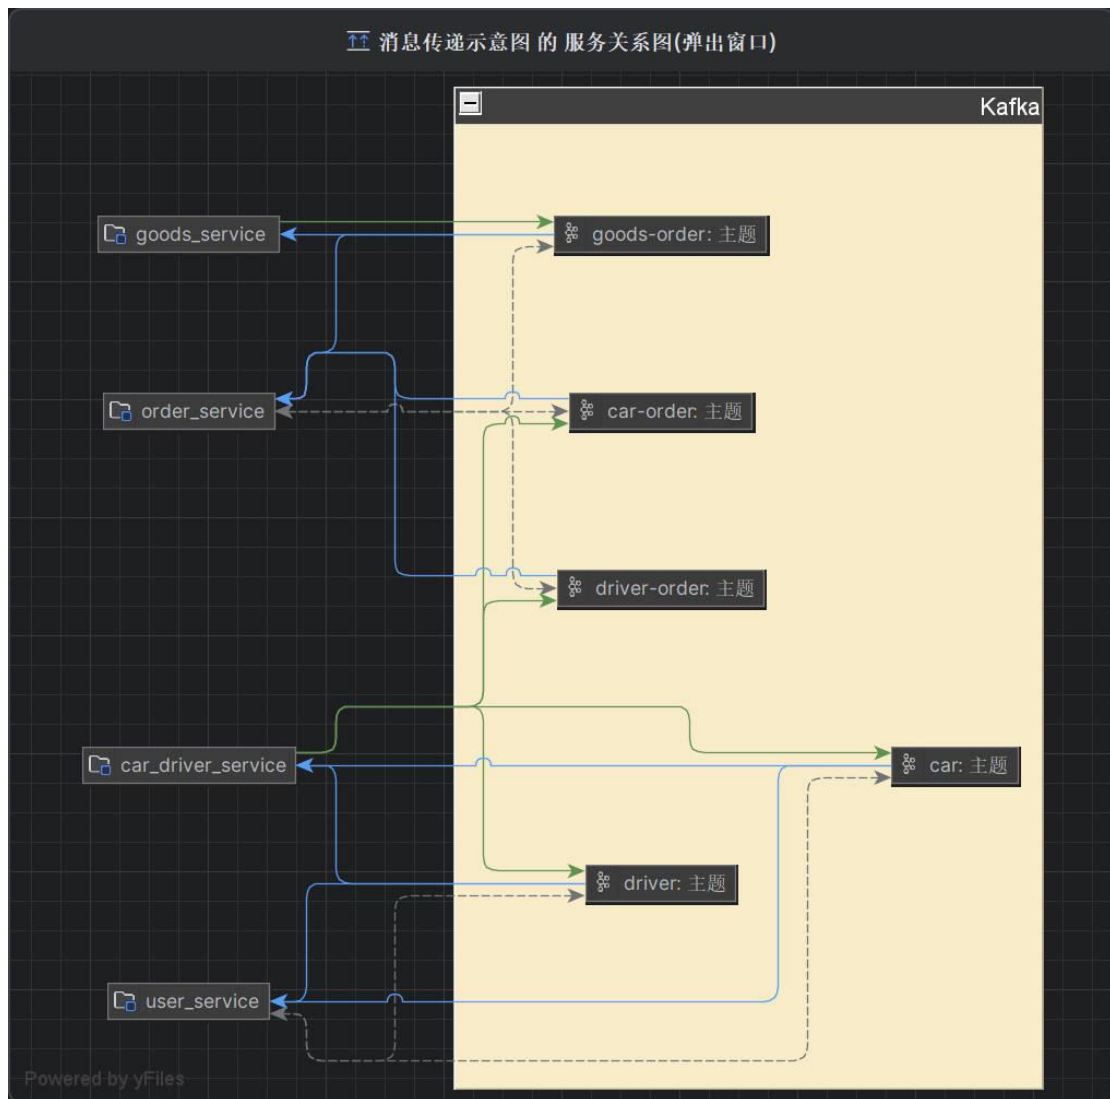 消息传递示意图 的 服务关系图(弹出窗口)
Kafka
goods_service
goods-order: 主题
order_service
car-order: 主题
driver-order: 主题
car_driver_service
car: 主题
driver: 主题
user_service
Powered by yFiles